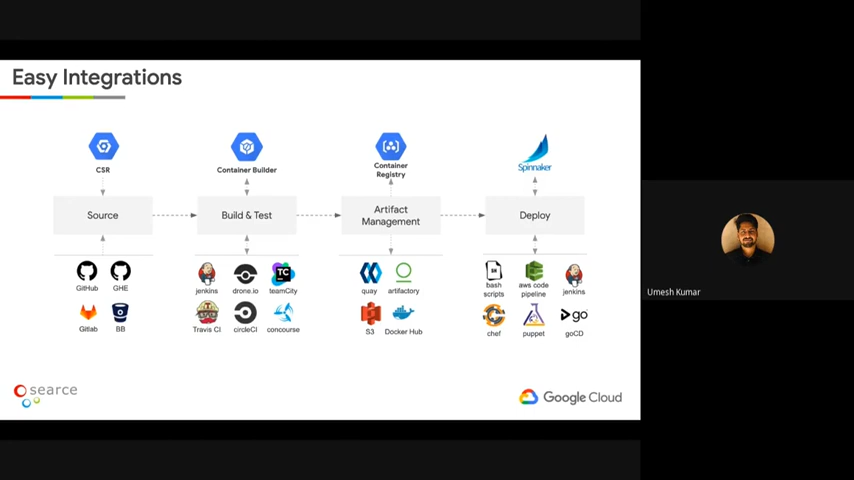 Easy Integrations
CSR
Container Builder
Container
Registry
Spinnaker
Source
Build & Test
Artifact
Management
Deploy
GitHub
GHE
jenkins
drone.io
TC
teamCity
quay
artifactory
bash
scripts
aws code
pipeline
jenkins
Gitlab
BB
Travis CI
circleCI
concourse
S3
Docker Hub
chef
puppet
go
goCD
searce
Google Cloud
Umesh Kumar